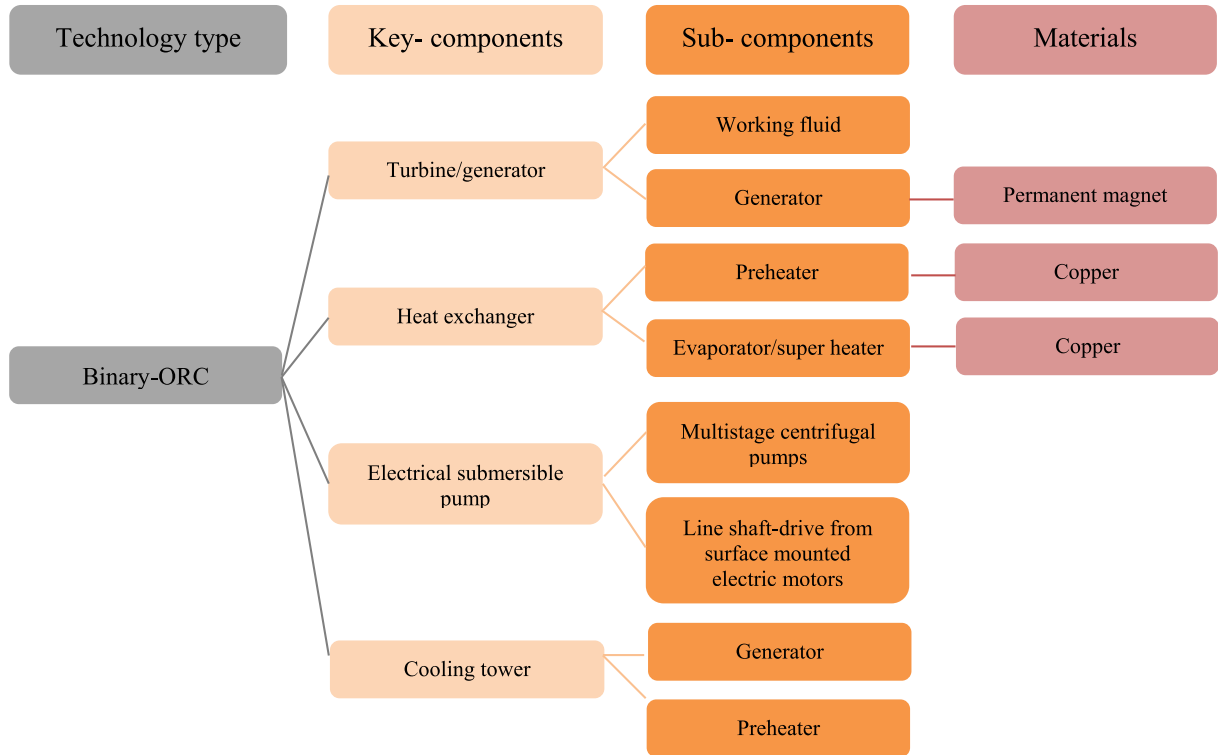 Technology type
Key- components
Sub- components
Materials
Working fluid
Turbine/generator
Generator
Permanent magnet
Preheater
Copper
Heat exchanger
Evaporator/super heater
Copper
Binary-ORC
Multistage centrifugal
pumps
Electrical submersible
pump
Line shaft-drive from
surface mounted
electric motors
Generator
Cooling tower
Preheater